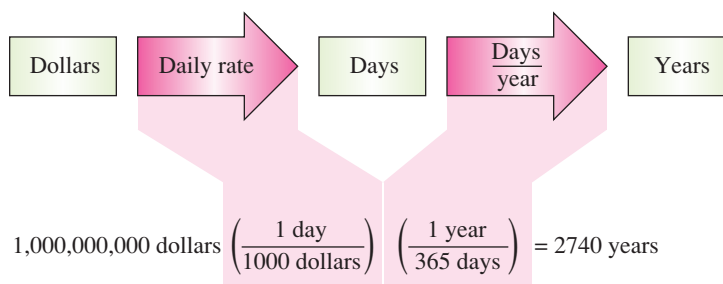 Dollars Daily rate Days Days/year Years
1,000,000,000 dollars (1 day/1000 dollars) (1 year/365 days) = 2740 years